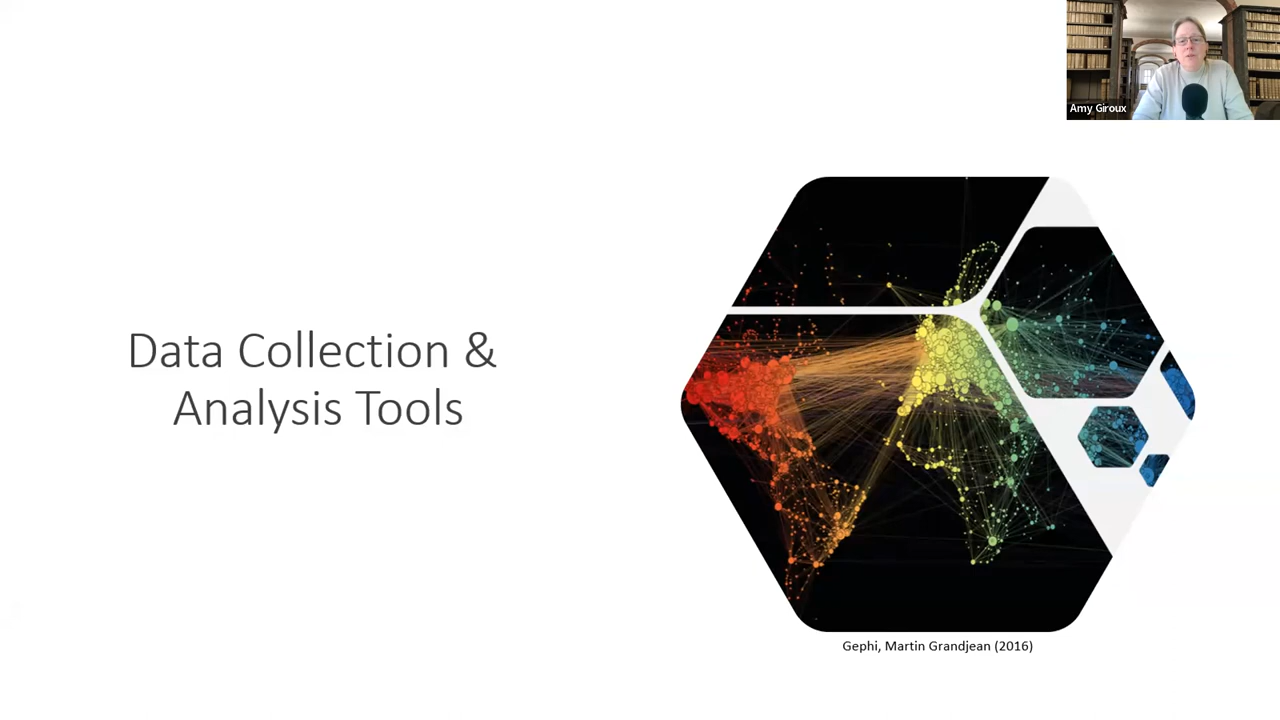 Amy Giroux
Data Collection &
Analysis Tools
Gephi, Martin Grandjean (2016)